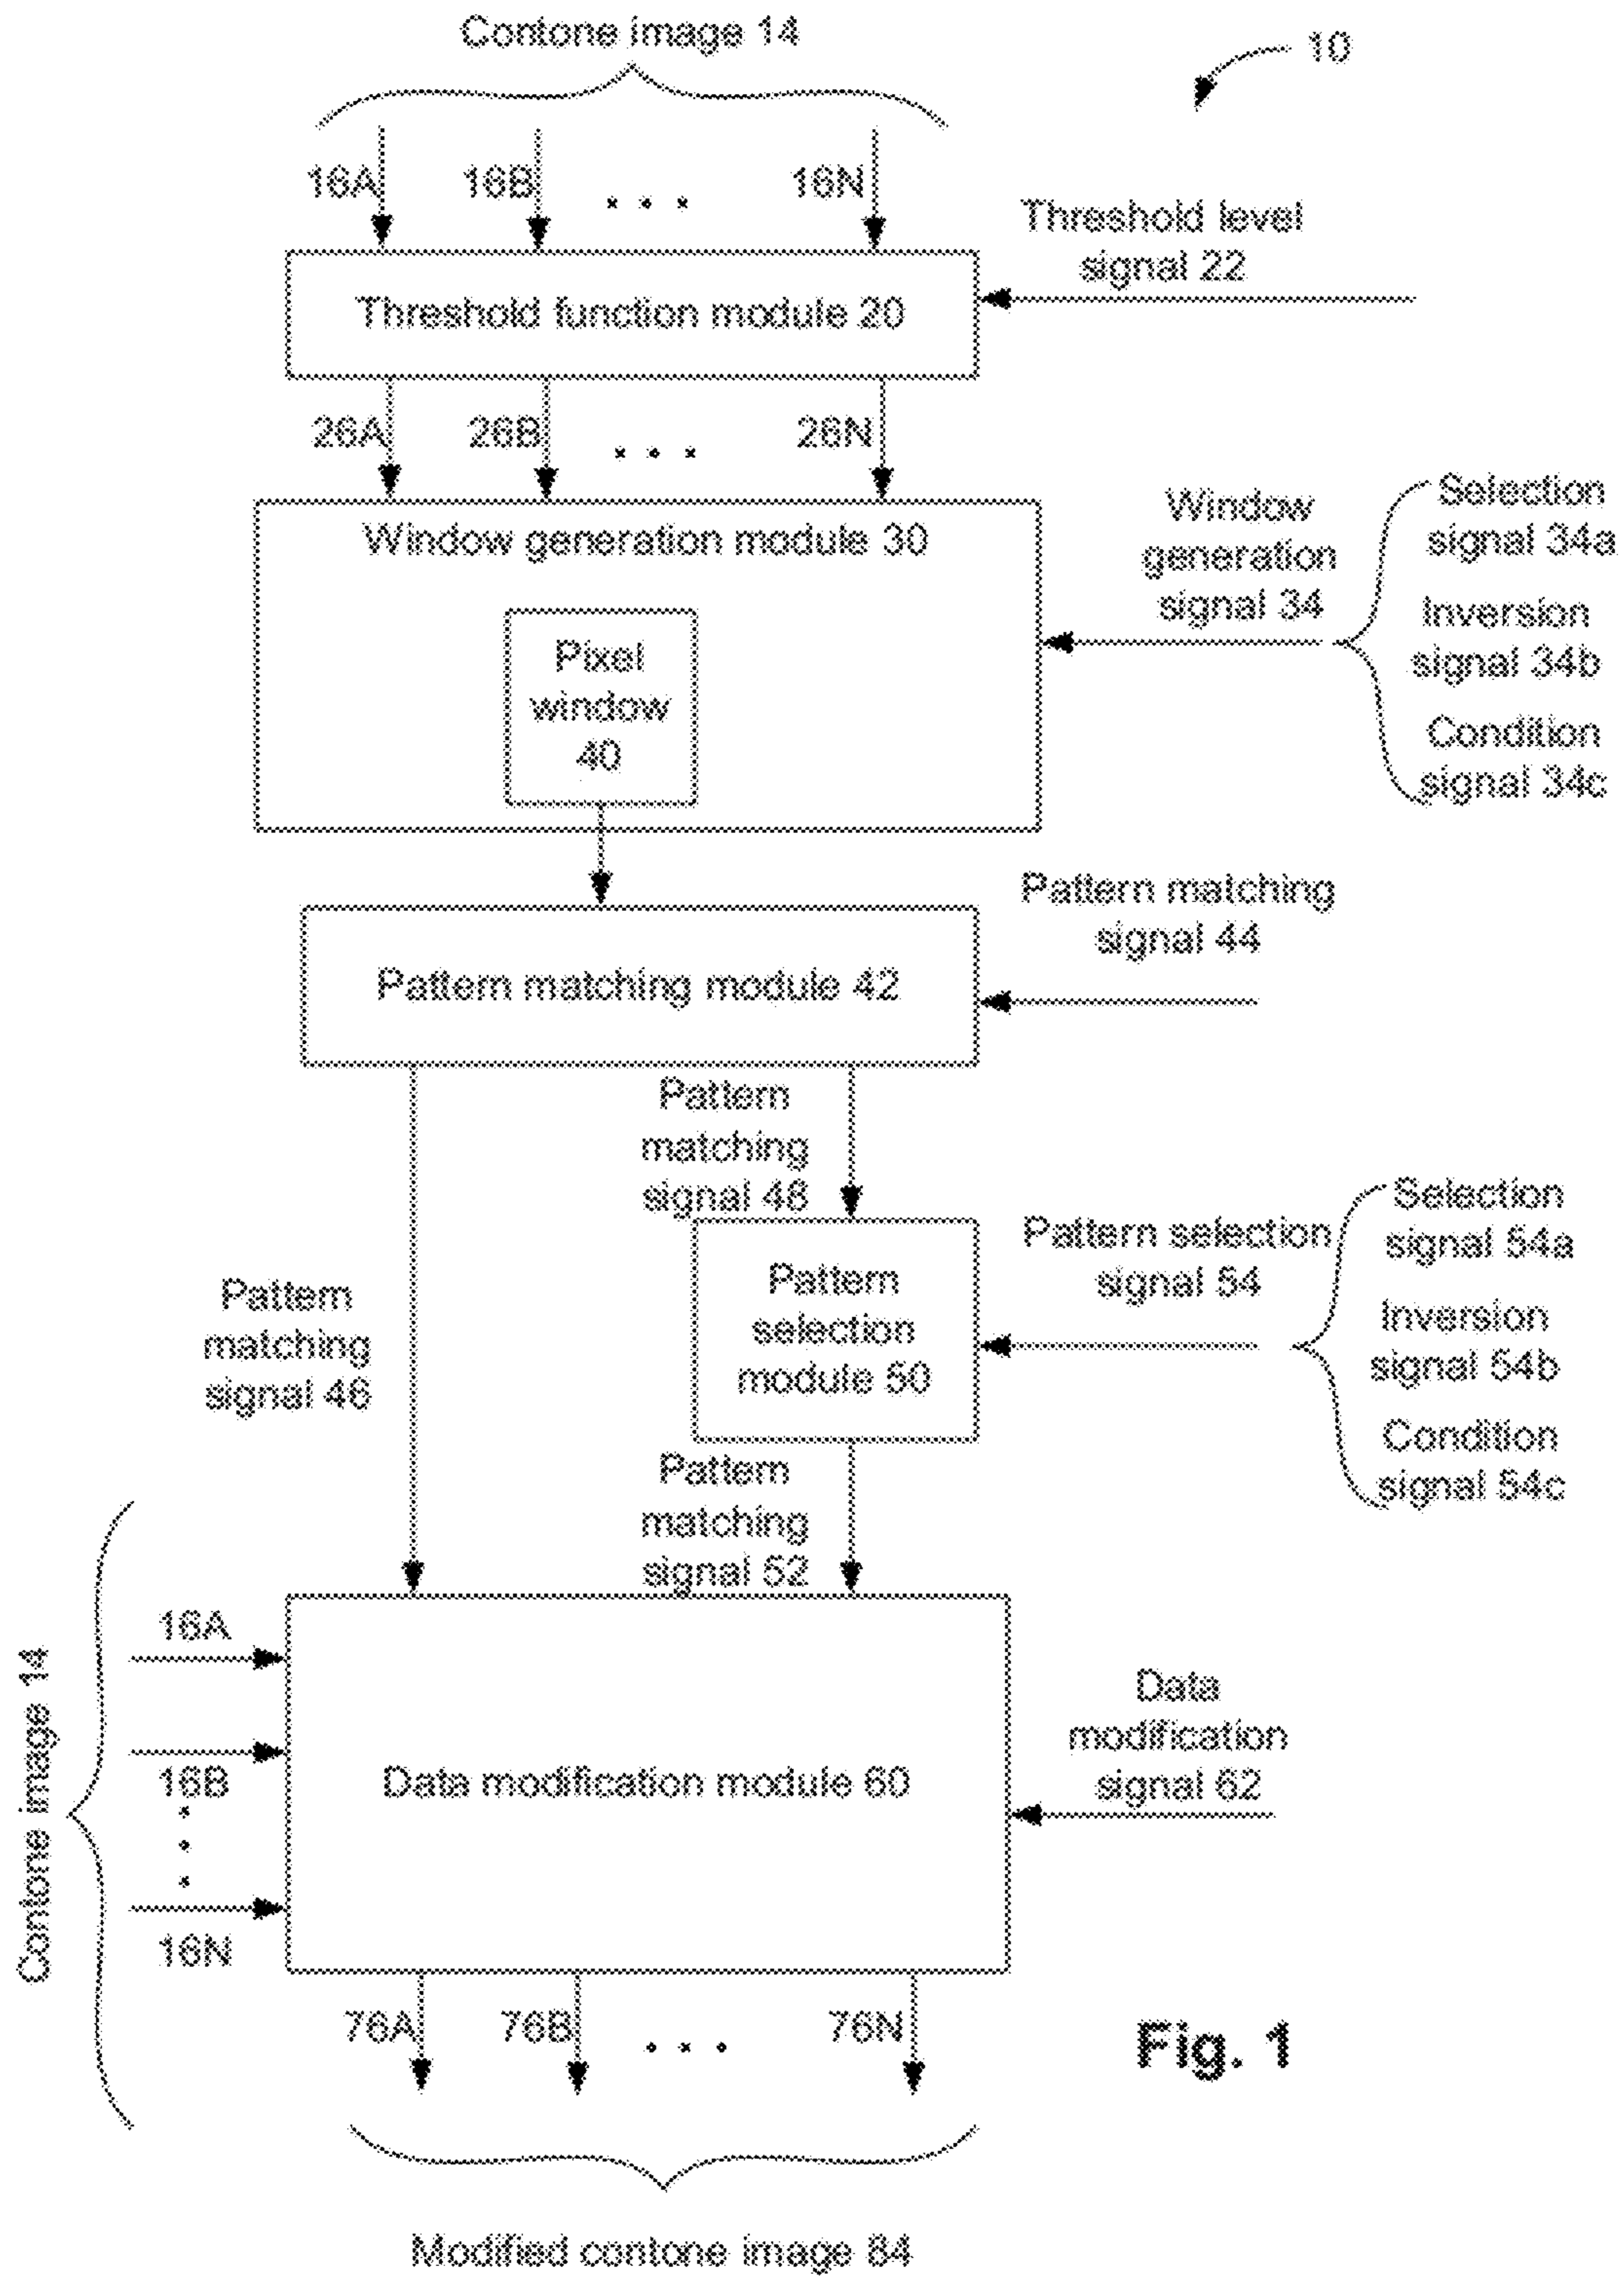 Contone image 14
10
16A 16B . . . 16N
Threshold level
signal 22
Threshold function module 20
26A 26B . . . 26N
Window generation module 30
Pixel
window
40
Window
generation
signal 34
Selection
signal 34a
Inversion
signal 34b
Condition
signal 34c
Pattern matching
signal 44
Pattern matching module 42
Pattern
matching
signal 48
Pattern selection
signal 54
Selection
signal 54a
Inversion
signal 54b
Condition
signal 54c
Pattern
selection
module 50
Pattern
matching
signal 46
Pattern
matching
signal 52
Contone image 14
16A
16B
.
.
.
16N
Data modification module 60
Data
modification
signal 62
76A 76B . . . 76N
Fig. 1
Modified contone image 84